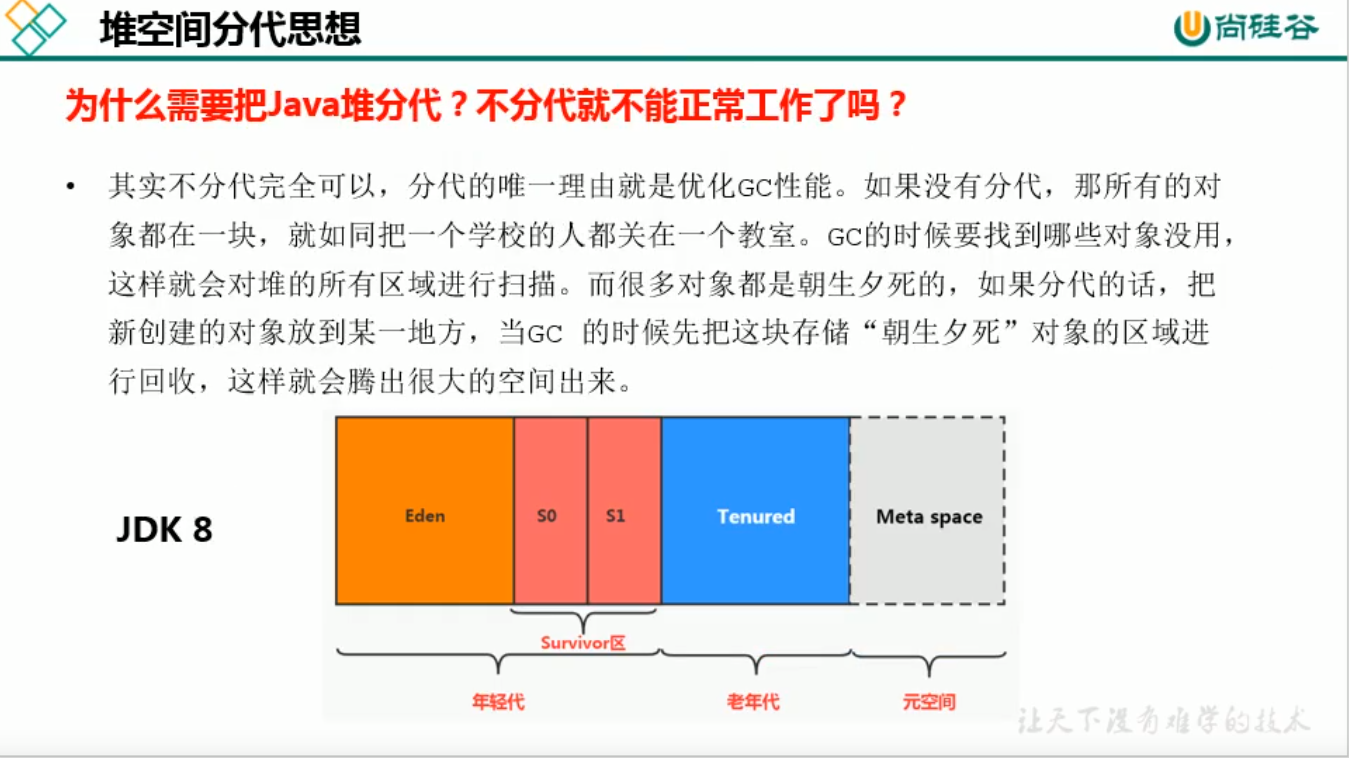 堆空间分代思想
尚硅谷
为什么需要把Java堆分代？不分代就不能正常工作了吗？
• 其实不分代完全可以，分代的唯一理由就是优化GC性能。如果没有分代，那所有的对
象都在一块，就如同把一个学校的人都关在一个教室。GC的时候要找到哪些对象没用，
这样就会对堆的所有区域进行扫描。而很多对象都是朝生夕死的，如果分代的话，把
新创建的对象放到某一地方，当GC 的时候先把这块存储“朝生夕死”对象的区域进
行回收，这样就会腾出很大的空间出来。
JDK 8
Eden
S0
S1
Tenured
Meta space
Survivor区
年轻代
老年代
元空间
让天下没有难学的技术